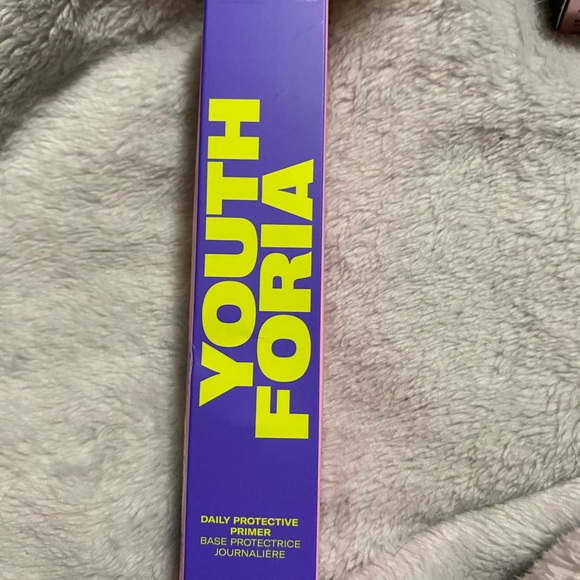 YOUTH
FORIA
DAILY PROTECTIVE
PRIMER
BASE PROTECTRICE
JOURNALIÈRE